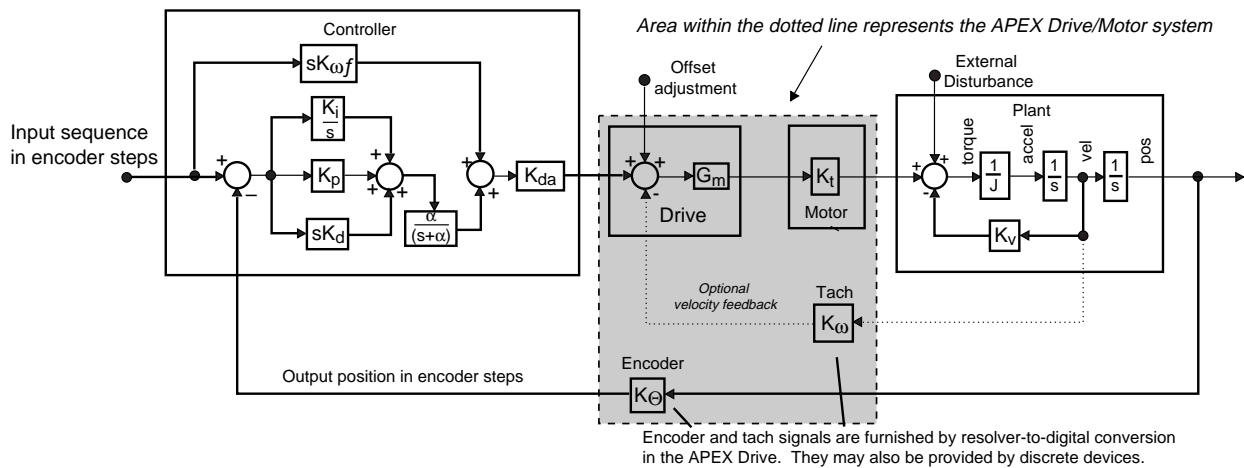 Area within the dotted line represents the APEX Drive/Motor system
Controller
sKωf
Offset
adjustment
External
Disturbance
Plant
Input sequence
in encoder steps
Ki
s
+
+
+
+
torque
accel
vel
pos
+
−
Kp
+
+
+
+
Kda
+
-
Gm
Kt
+
-
1
J
1
s
1
s
sKd
α
(s+α)
Drive
Motor
Kv
Optional
velocity feedback
Tach
Kω
Encoder
Output position in encoder steps
KΘ
Encoder and tach signals are furnished by resolver-to-digital conversion
in the APEX Drive. They may also be provided by discrete devices.